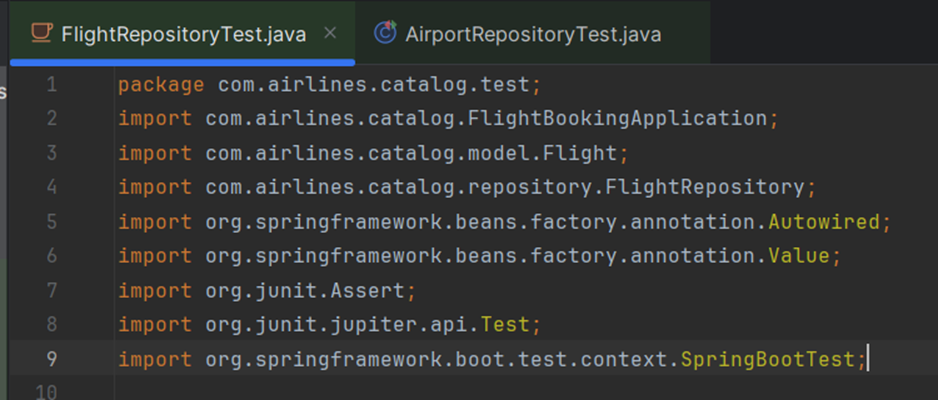 FlightRepositoryTest.java × AirportRepositoryTest.java
1 package com.airlines.catalog.test;
2 import com.airlines.catalog.FlightBookingApplication;
3 import com.airlines.catalog.model.Flight;
4 import com.airlines.catalog.repository.FlightRepository;
5 import org.springframework.beans.factory.annotation.Autowired;
6 import org.springframework.beans.factory.annotation.Value;
7 import org.junit.Assert;
8 import org.junit.jupiter.api.Test;
9 import org.springframework.boot.test.context.SpringBootTest;
10